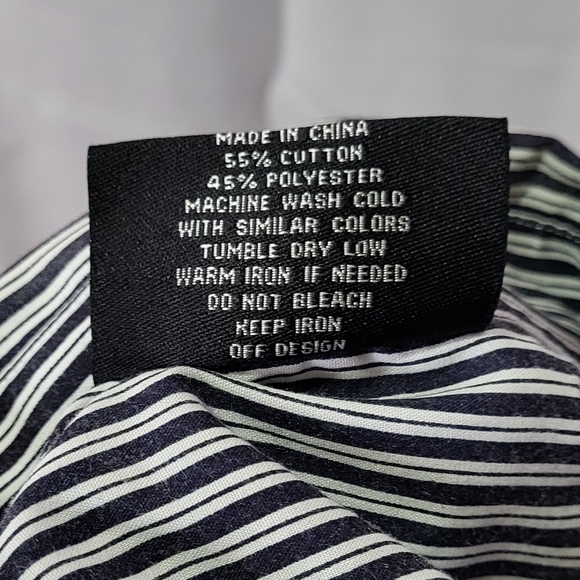 MADE IN CHINA
55% CUTTON
45% POLYESTER
MACHINE WASH COLD
WITH SIMILAR COLORS
TUMBLE DRY LOW
WARM IRON IF NEEDED
DO NOT BLEACH
KEEP IRON
OFF DESIGN